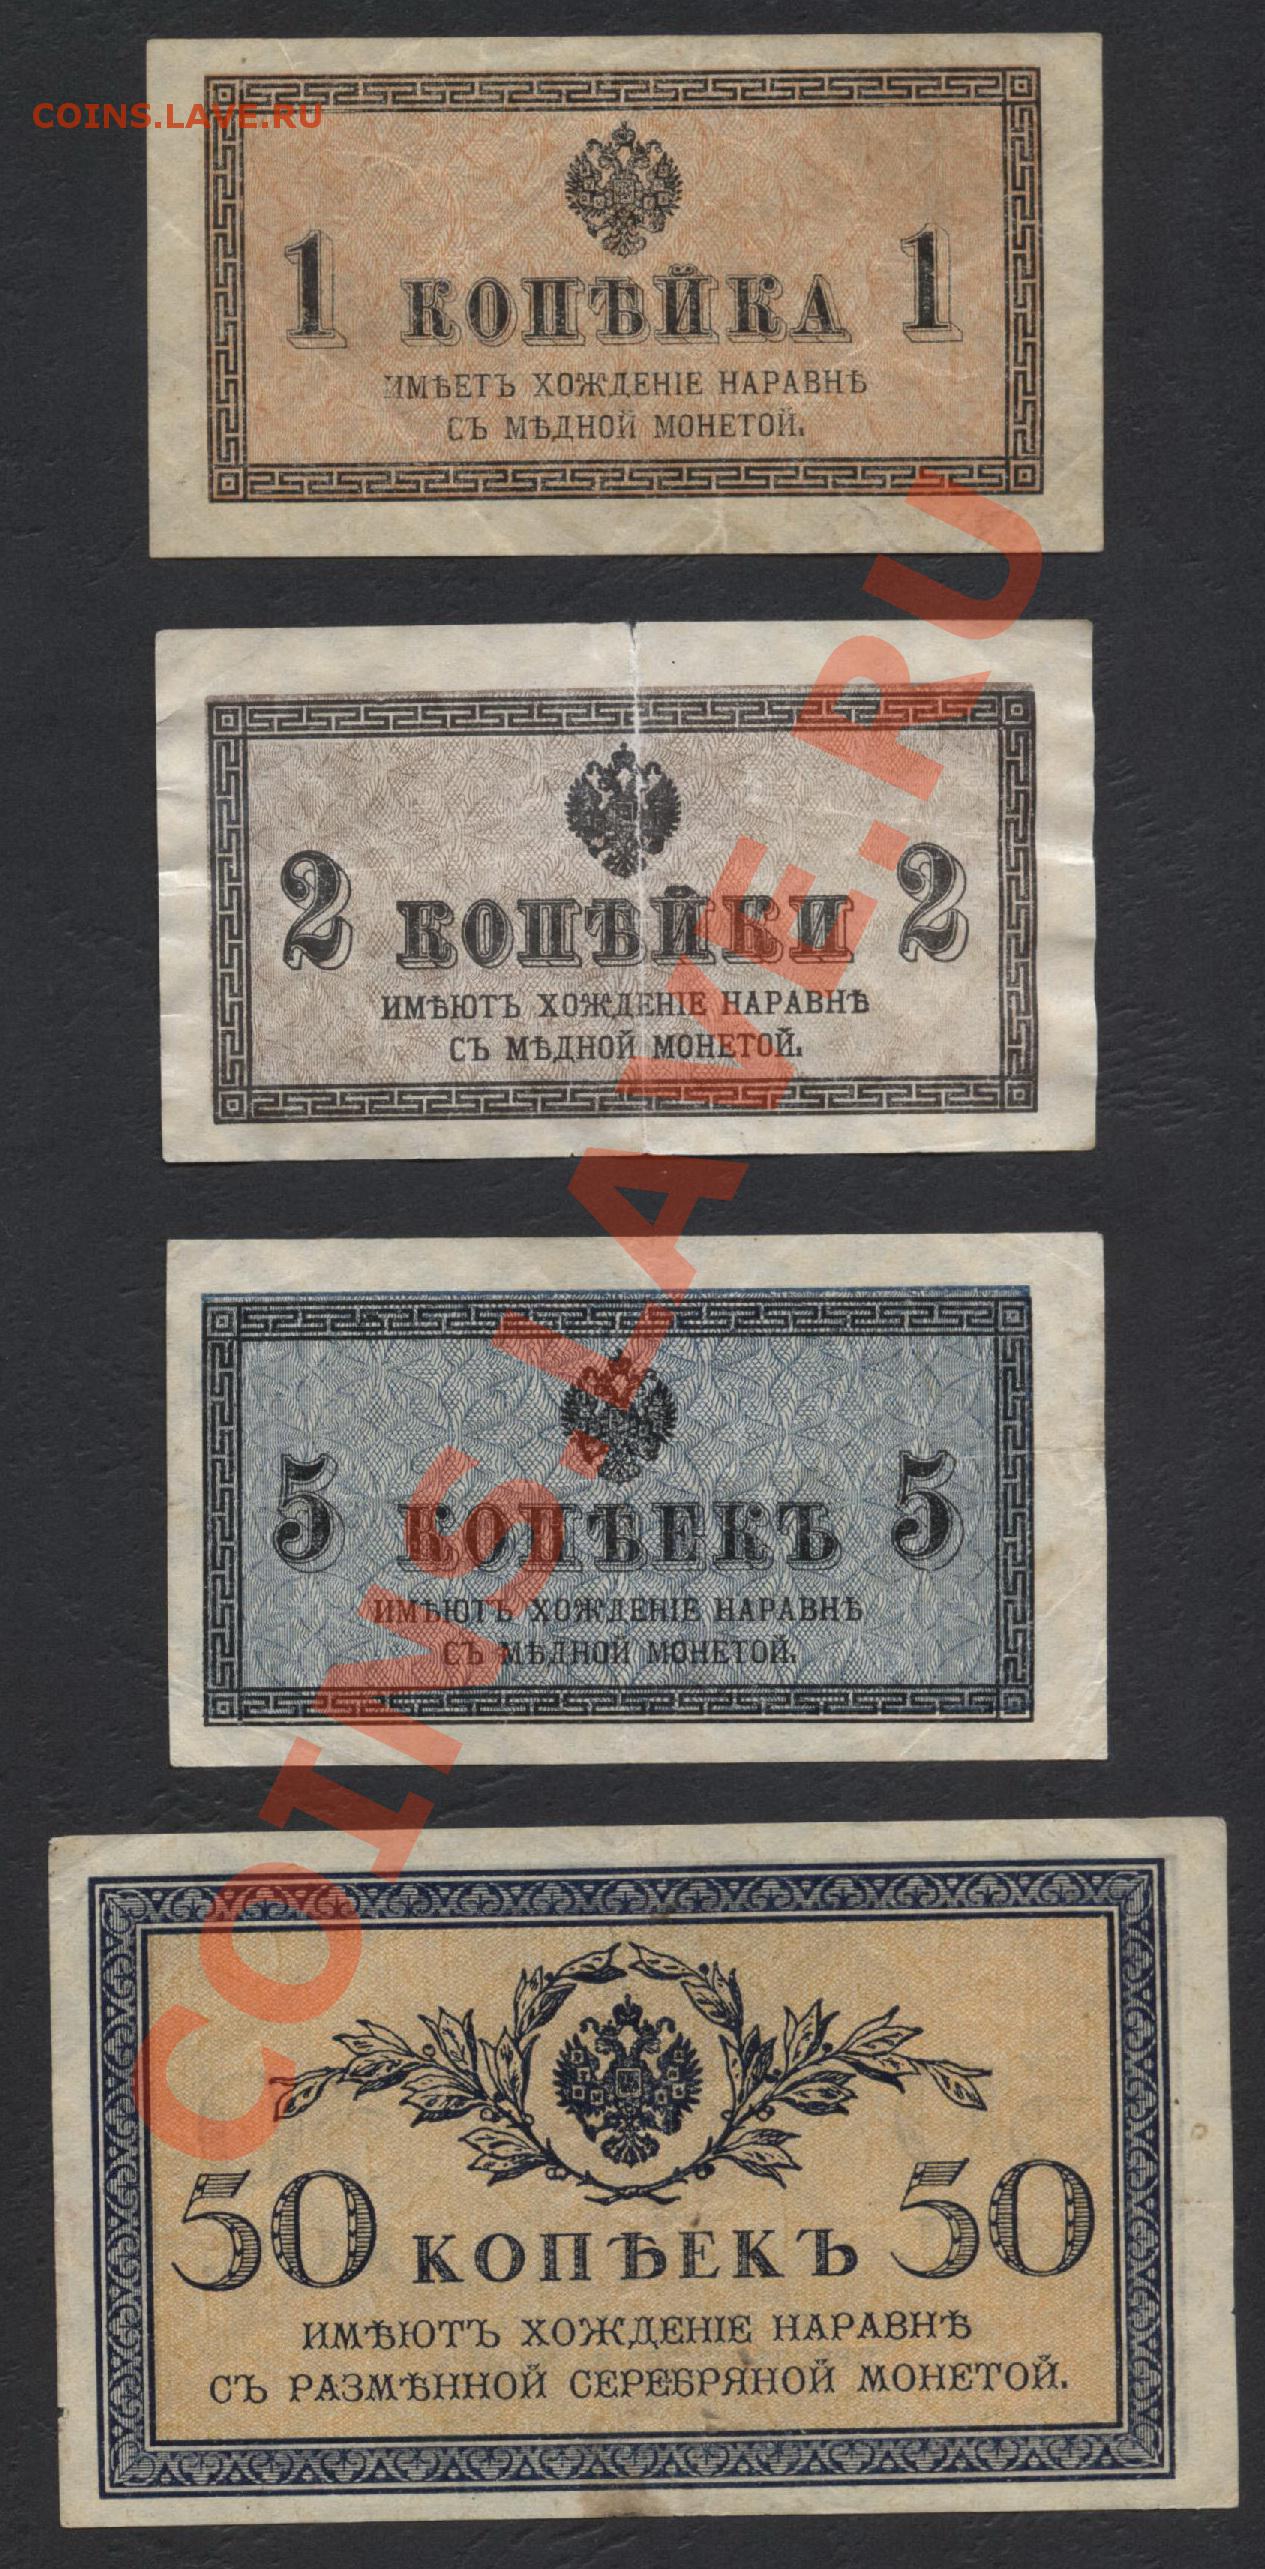 COINS.LAVE.RU
1 КОПѢЙКА 1
ИМѢЕТЪ ХОЖДЕНІЕ НАРАВНѢ
СЪ МѢДНОЙ МОНЕТОЙ.
2 КОПѢЙКИ 2
ИМѢЮТЪ ХОЖДЕНІЕ НАРАВНѢ
СЪ МѢДНОЙ МОНЕТОЙ.
5 КОПѢЕКЪ 5
ИМѢЮТЪ ХОЖДЕНІЕ НАРАВНѢ
СЪ МѢДНОЙ МОНЕТОЙ.
50 КОПѢЕКЪ 50
ИМѢЮТЪ ХОЖДЕНІЕ НАРАВНѢ
СЪ РАЗМѢННОЙ СЕРЕБРЯНОЙ МОНЕТОЙ.
COINS.LAVE.RU